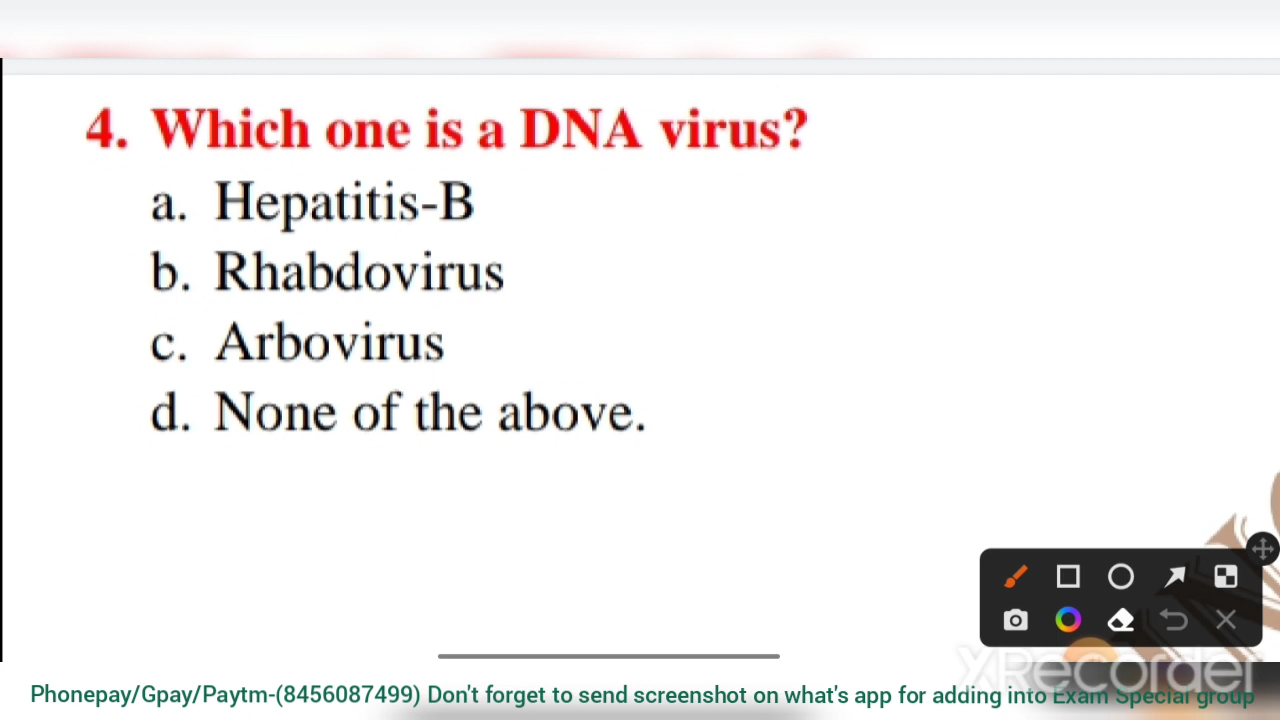 4. Which one is a DNA virus?
a. Hepatitis-B
b. Rhabdovirus
c. Arbovirus
d. None of the above.
XRecorder
Phonepay/Gpay/Paytm-(8456087499) Don't forget to send screenshot on what's app for adding into Exam Special group